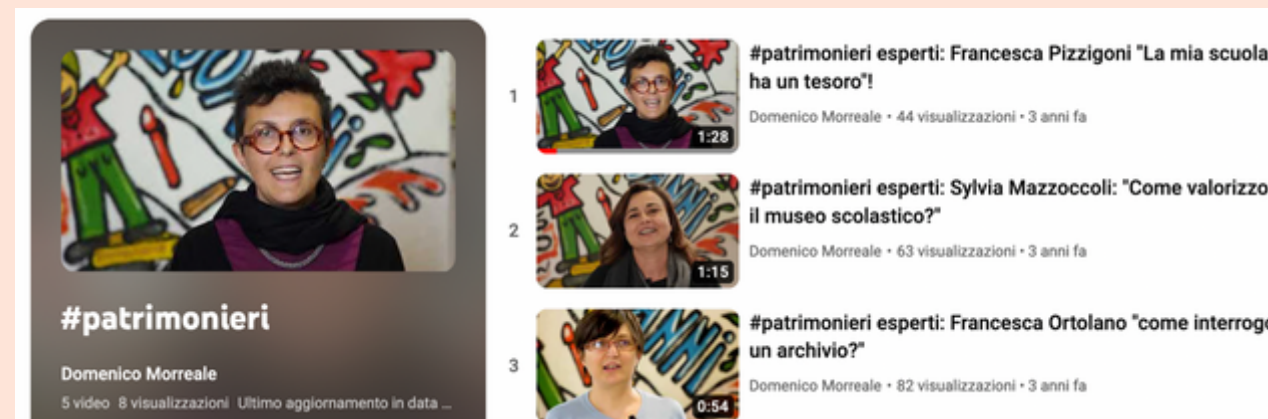 #patrimonieri
Domenico Morreale
5 video 8 visualizzazioni Ultimo aggiornamento in data ...
1
#patrimonieri esperti: Francesca Pizzigoni "La mia scuola
ha un tesoro"!
Domenico Morreale • 44 visualizzazioni • 3 anni fa
1:28
2
#patrimonieri esperti: Sylvia Mazzoccoli: "Come valorizzo
il museo scolastico?"
Domenico Morreale • 63 visualizzazioni • 3 anni fa
1:15
3
#patrimonieri esperti: Francesca Ortolano "come interrogo
un archivio?"
Domenico Morreale • 82 visualizzazioni • 3 anni fa
0:54